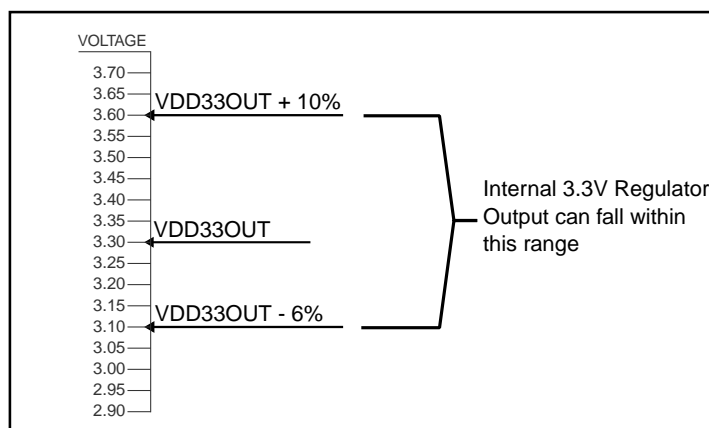 VOLTAGE
3.70
3.65
VDD33OUT + 10%
3.60
3.55
3.50
3.45
3.40
3.35
VDD33OUT
3.30
3.25
3.20
3.15
VDD33OUT - 6%
3.10
3.05
3.00
2.95
2.90
Internal 3.3V Regulator
Output can fall within
this range